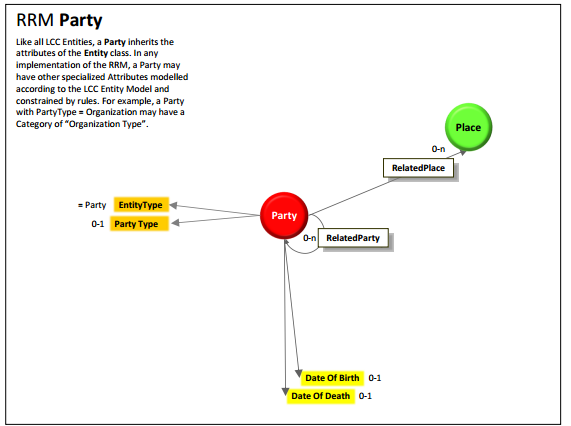 RRM Party
Like all LCC Entities, a Party inherits the
attributes of the Entity class. In any
implementation of the RRM, a Party may
have other specialized Attributes modelled
according to the LCC Entity Model and
constrained by rules. For example, a Party
with PartyType = Organization may have a
Category of “Organization Type”.
Place
0-n
RelatedPlace
= Party EntityType
0-1 Party Type
Party
0-n RelatedParty
Date Of Birth 0-1
Date Of Death 0-1